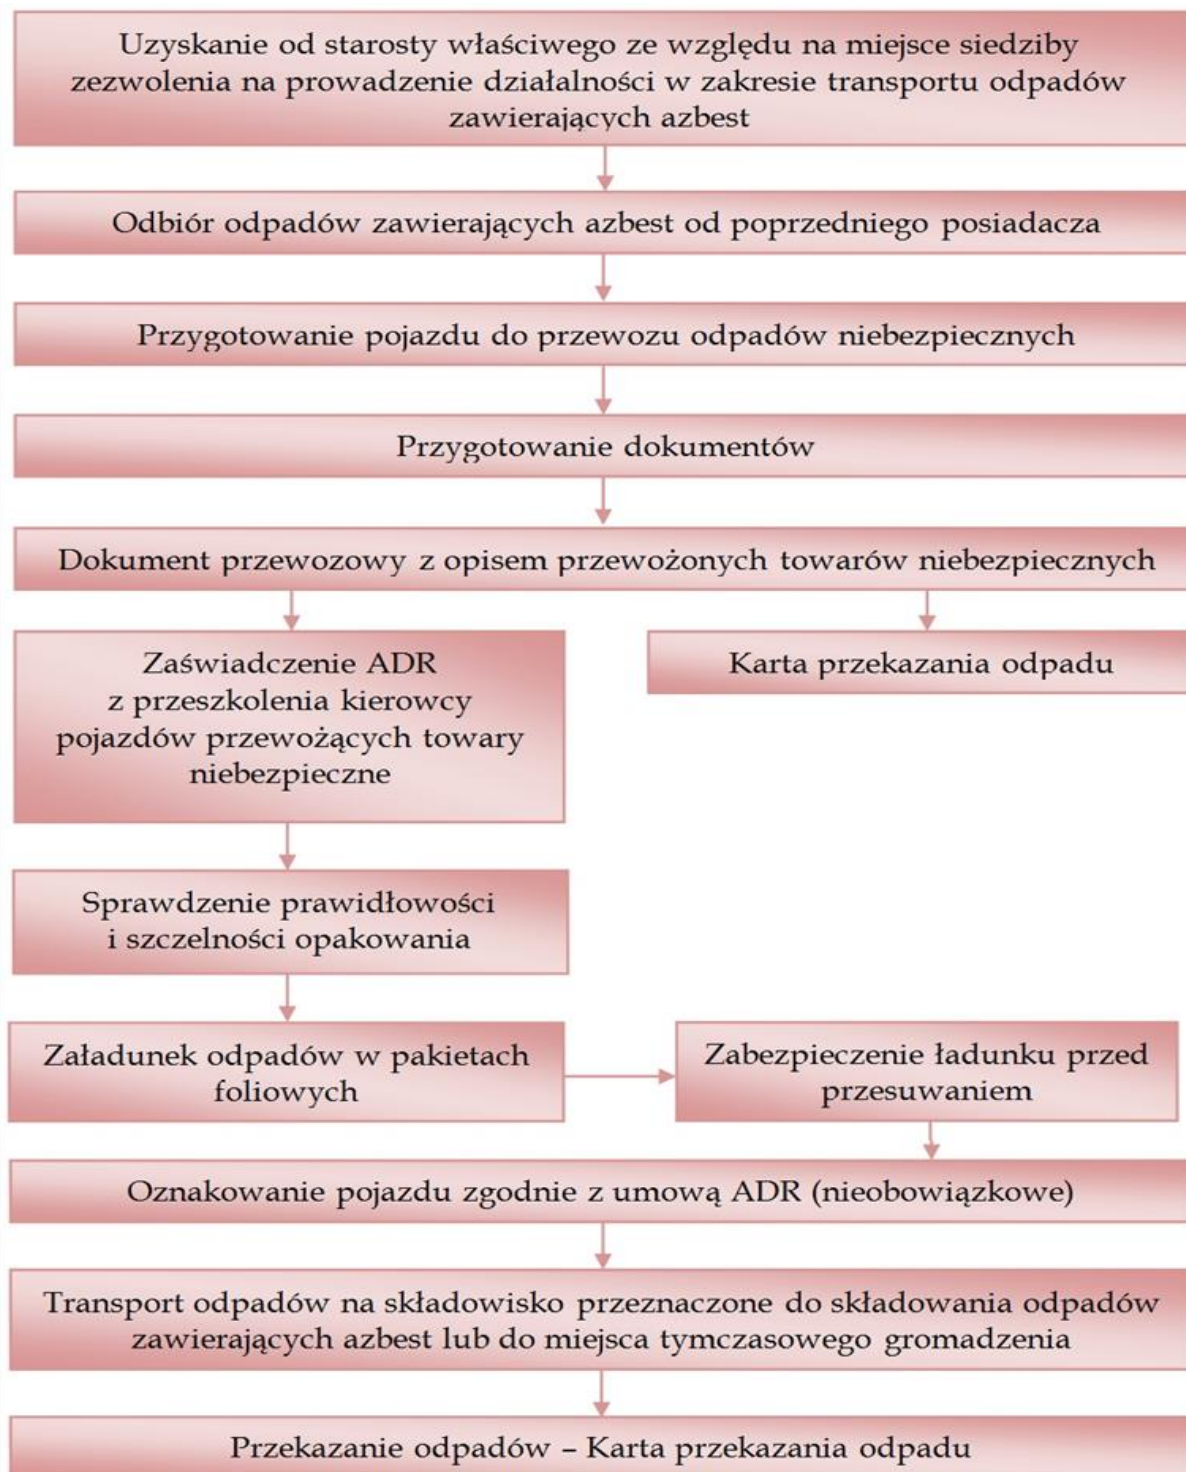 Uzyskanie od starosty właściwego ze względu na miejsce siedziby
zezwolenia na prowadzenie działalności w zakresie transportu odpadów
zawierających azbest
Odbiór odpadów zawierających azbest od poprzedniego posiadacza
Przygotowanie pojazdu do przewozu odpadów niebezpiecznych
Przygotowanie dokumentów
Dokument przewozowy z opisem przewożonych towarów niebezpiecznych
Zaświadczenie ADR
z przeszkolenia kierowcy
pojazdów przewożących towary
niebezpieczne
Karta przekazania odpadu
Sprawdzenie prawidłowości
i szczelności opakowania
Załadunek odpadów w pakietach
foliowych
Zabezpieczenie ładunku przed
przesuwaniem
Oznakowanie pojazdu zgodnie z umową ADR (nieobowiązkowe)
Transport odpadów na składowisko przeznaczone do składowania odpadów
zawierających azbest lub do miejsca tymczasowego gromadzenia
Przekazanie odpadów – Karta przekazania odpadu